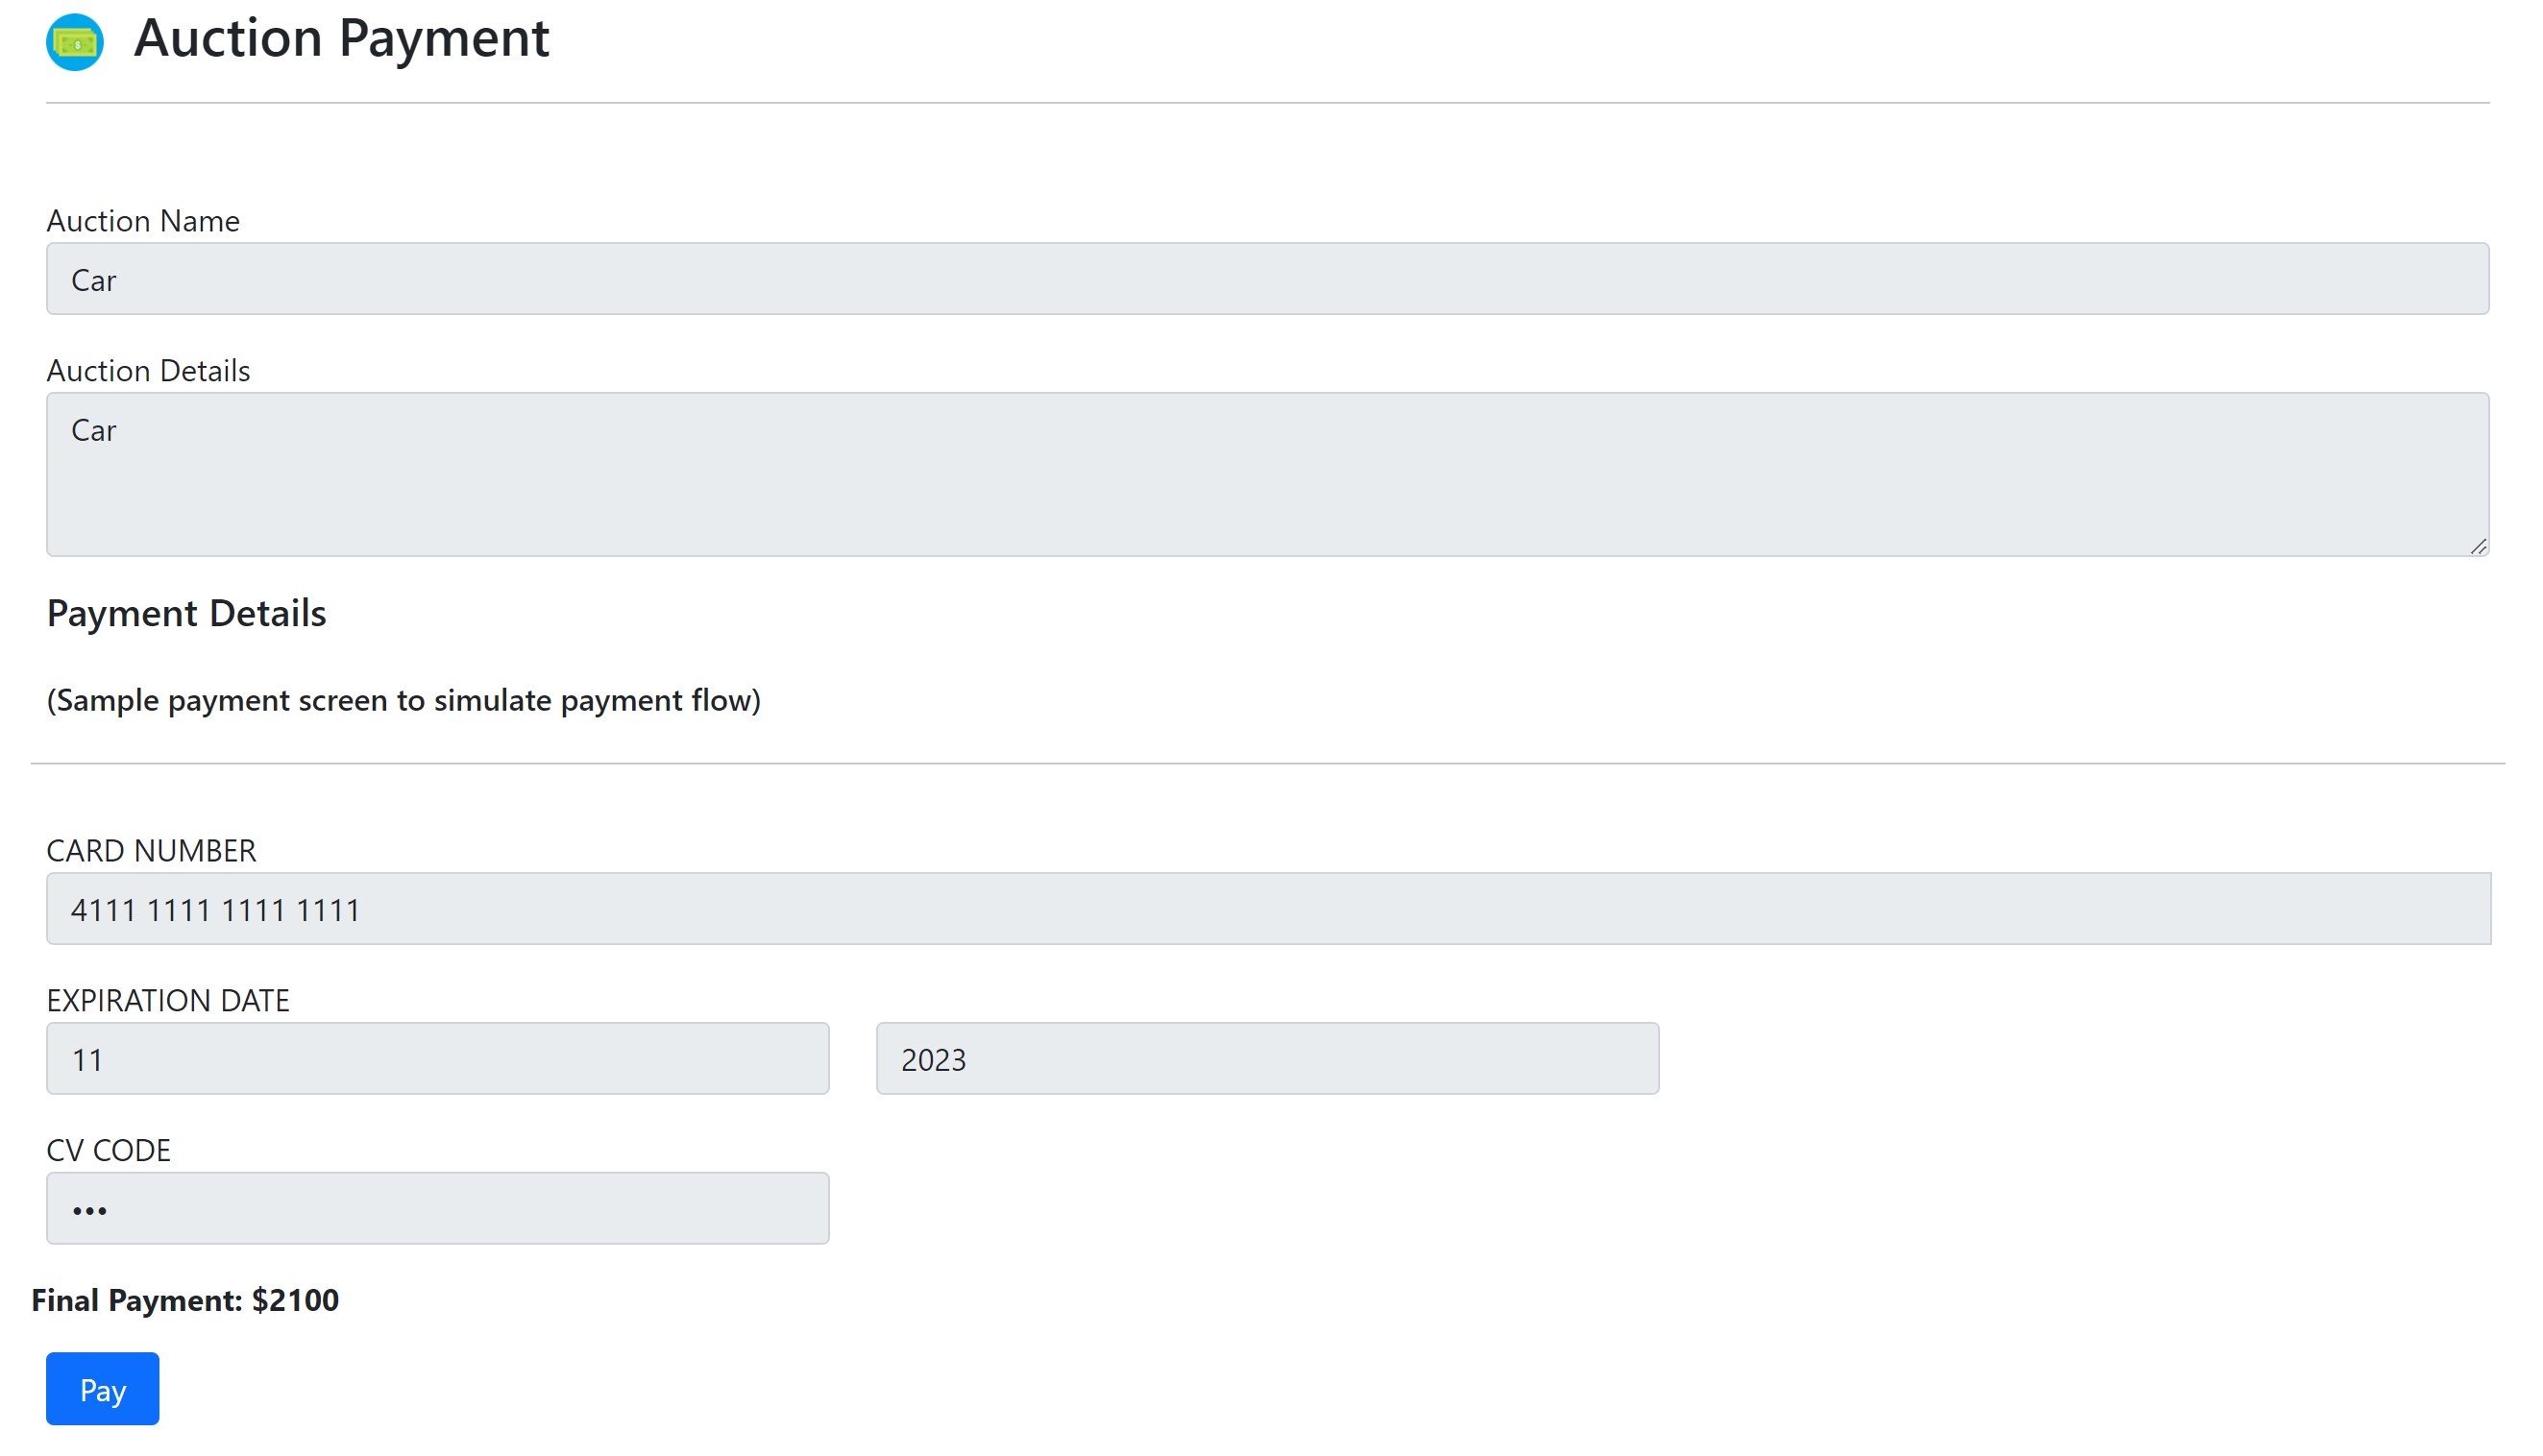 Auction Payment
Auction Name
Car
Auction Details
Car
Payment Details
(Sample payment screen to simulate payment flow)
CARD NUMBER
4111 1111 1111 1111
EXPIRATION DATE
11 2023
CV CODE
•••
Final Payment: $2100
Pay